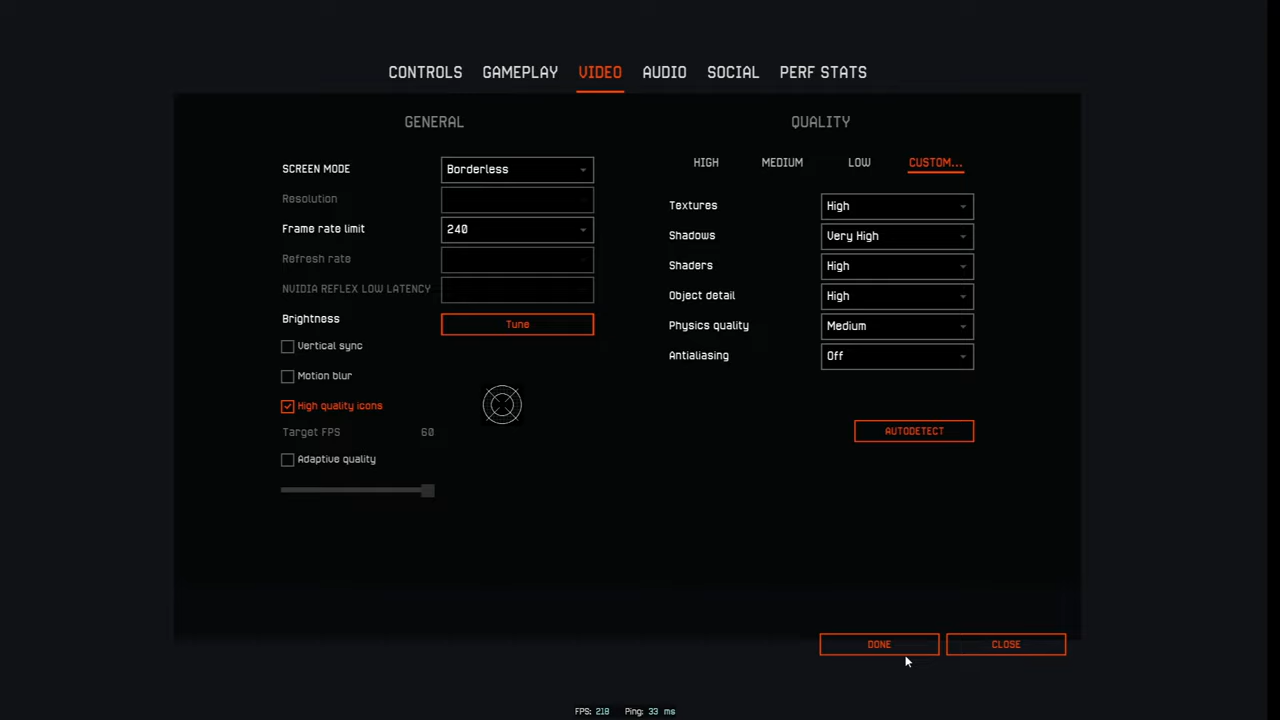 CONTROLS GAMEPLAY VIDEO AUDIO SOCIAL PERF STATS
GENERAL
SCREEN MODE Borderless
Resolution
Frame rate limit 240
Refresh rate
NVIDIA REFLEX LOW LATENCY
Brightness Tune
Vertical sync
Motion blur
High quality icons
Target FPS 60
Adaptive quality
QUALITY
HIGH MEDIUM LOW CUSTOM...
Textures High
Shadows Very High
Shaders High
Object detail High
Physics quality Medium
Antialiasing Off
AUTODETECT
DONE CLOSE
FPS: 218 Ping: 33 ms